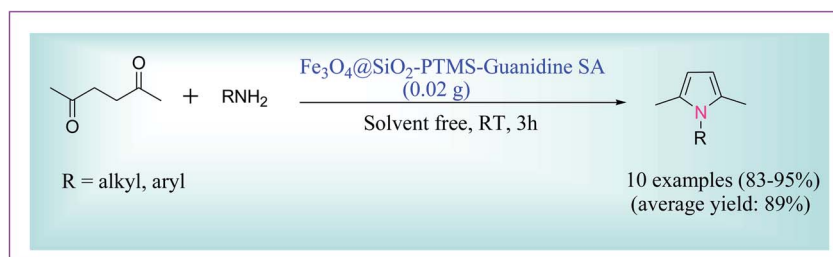 O
O
+
RNH₂
Fe₃O₄@SiO₂-PTMS-Guanidine SA
(0.02 g)
Solvent free, RT, 3h
N
R
R = alkyl, aryl
10 examples (83-95%)
(average yield: 89%)